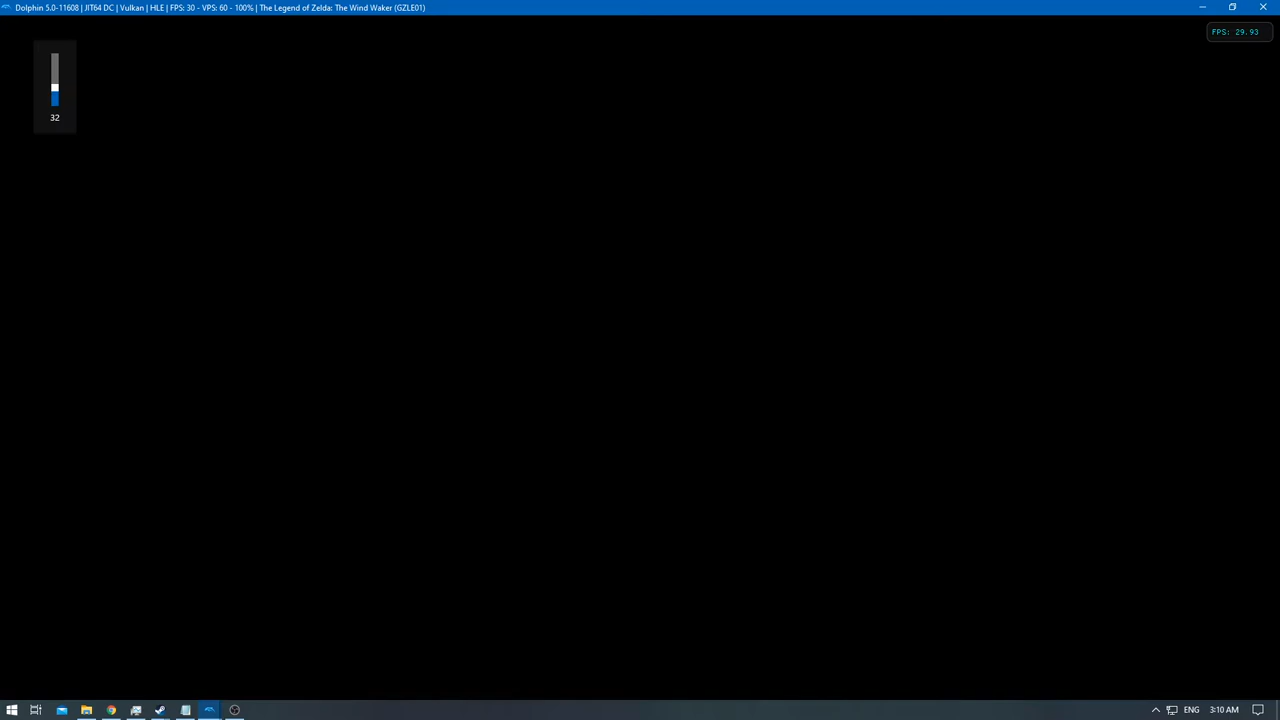 Dolphin 5.0-11608 | JIT64 DC | Vulkan | HLE | FPS: 30 - VPS: 60 - 100% | The Legend of Zelda: The Wind Waker (GZLE01)
FPS: 29.93
32
ENG
3:10 AM